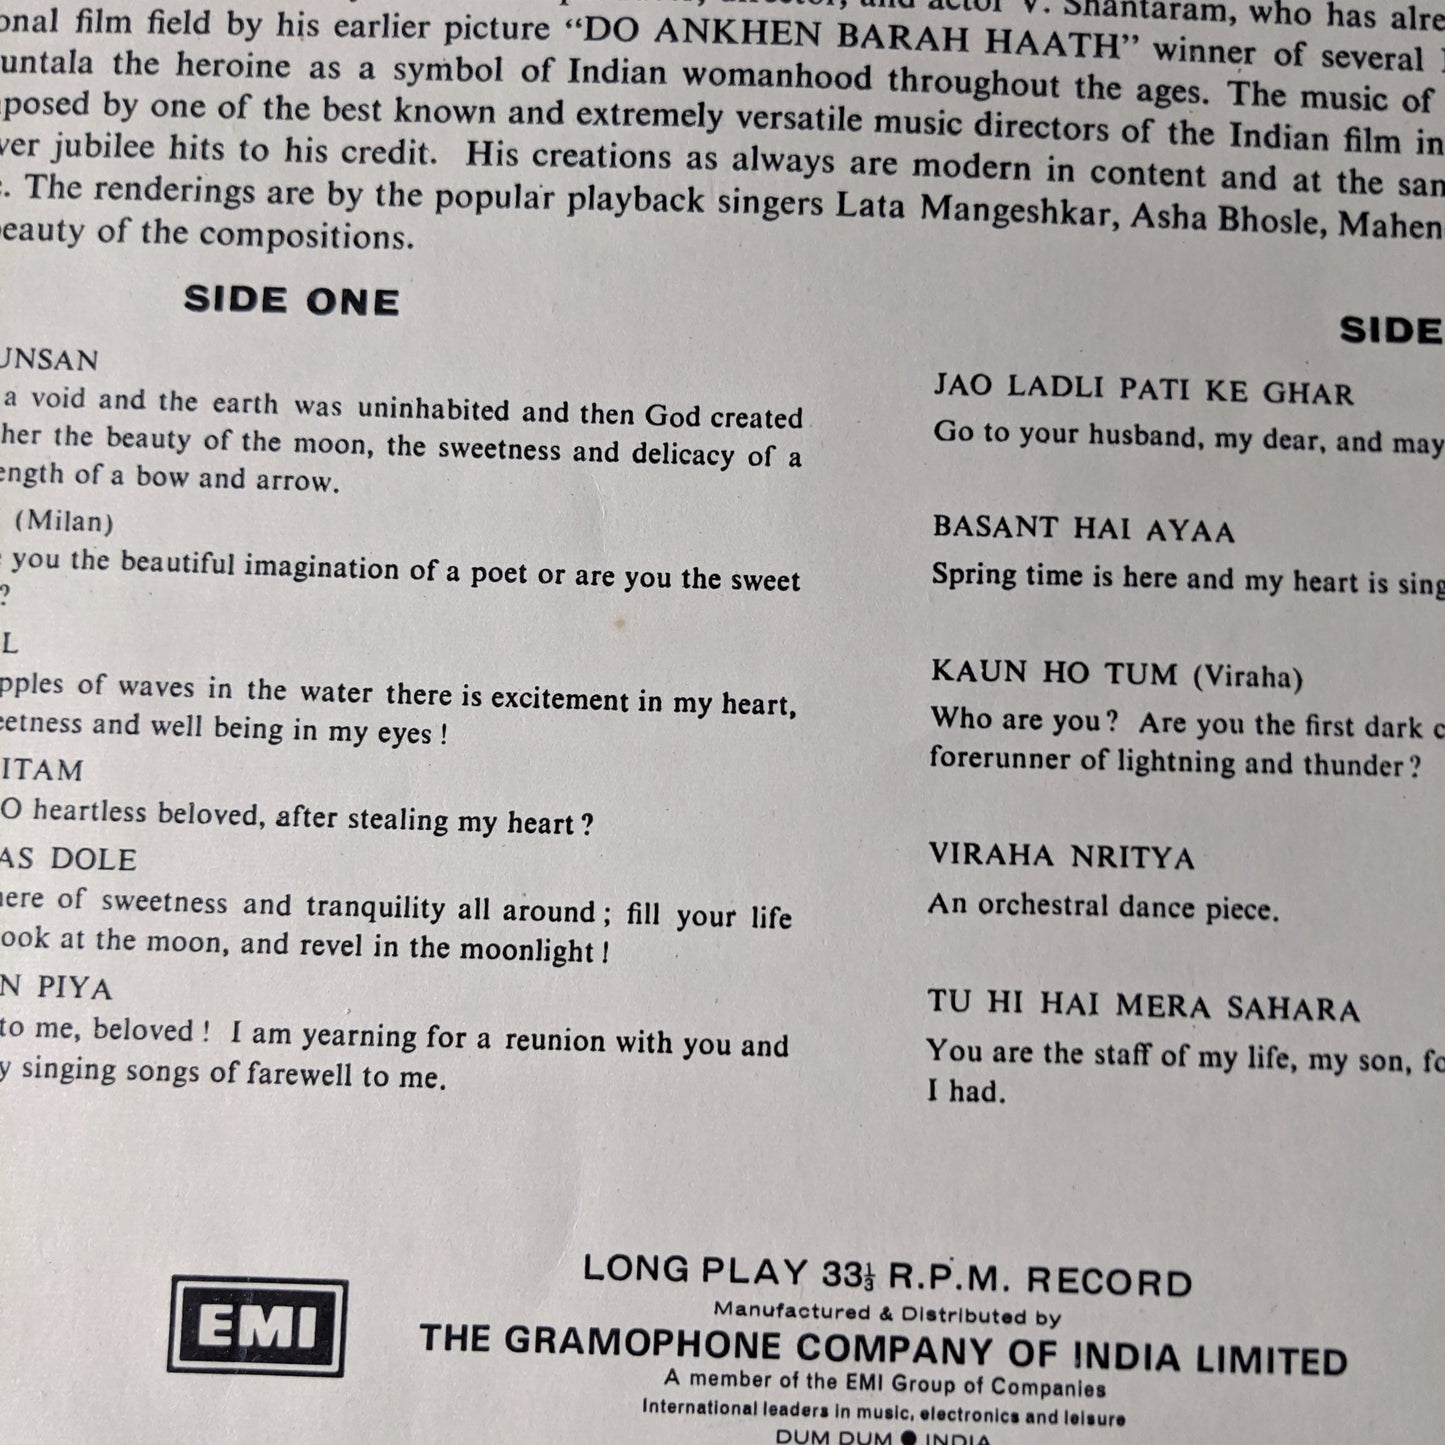 director, and actor V. Shantaram, who has alre
onal film field by his earlier picture “DO ANKHEN BARAH HAATH” winner of several
untala the heroine as a symbol of Indian womanhood throughout the ages. The music of
posed by one of the best known and extremely versatile music directors of the Indian film in
ver jubilee hits to his credit. His creations as always are modern in content and at the sam
. The renderings are by the popular playback singers Lata Mangeshkar, Asha Bhosle, Mahen
eauty of the compositions.
SIDE ONE
UNSAN
a void and the earth was uninhabited and then God created
her the beauty of the moon, the sweetness and delicacy of a
ength of a bow and arrow.
(Milan)
you the beautiful imagination of a poet or are you the sweet
?
L
pples of waves in the water there is excitement in my heart,
eetness and well being in my eyes !
ITAM
O heartless beloved, after stealing my heart ?
AS DOLE
here of sweetness and tranquility all around ; fill your life
ook at the moon, and revel in the moonlight !
N PIYA
to me, beloved ! I am yearning for a reunion with you and
y singing songs of farewell to me.
SIDE
JAO LADLI PATI KE GHAR
Go to your husband, my dear, and may
BASANT HAI AYAA
Spring time is here and my heart is sing
KAUN HO TUM (Viraha)
Who are you ? Are you the first dark c
forerunner of lightning and thunder ?
VIRAHA NRITYA
An orchestral dance piece.
TU HI HAI MERA SAHARA
You are the staff of my life, my son, fo
I had.
EMI
LONG PLAY 33⅓ R.P.M. RECORD
Manufactured & Distributed by
THE GRAMOPHONE COMPANY OF INDIA LIMITED
A member of the EMI Group of Companies
International leaders in music, electronics and leisure
DUM DUM ● INDIA